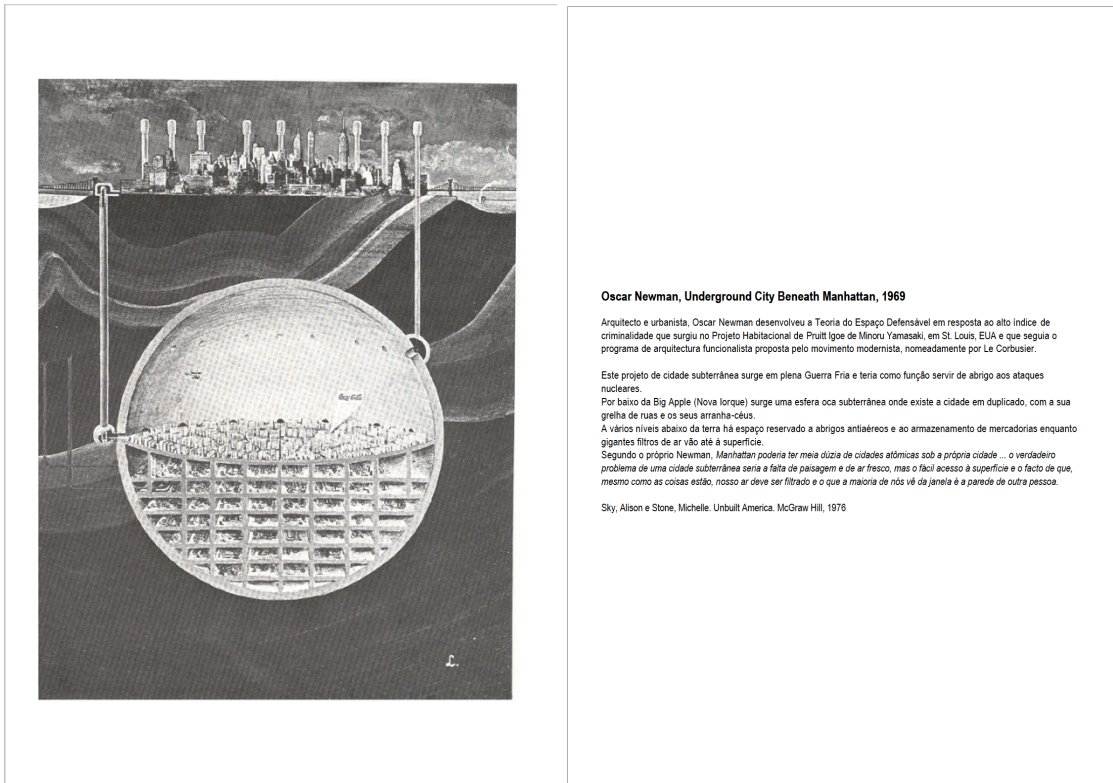 Coca-Cola
L.
Oscar Newman, Underground City Beneath Manhattan, 1969
Arquitecto e urbanista, Oscar Newman desenvolveu a Teoria do Espaço Defensável em resposta ao alto índice de
criminalidade que surgiu no Projeto Habitacional de Pruitt Igoe de Minoru Yamasaki, em St. Louis, EUA e que seguia o
programa de arquitectura funcionalista proposta pelo movimento modernista, nomeadamente por Le Corbusier.
Este projeto de cidade subterrânea surge em plena Guerra Fria e teria como função servir de abrigo aos ataques
nucleares.
Por baixo da Big Apple (Nova Iorque) surge uma esfera oca subterrânea onde existe a cidade em duplicado, com a sua
grelha de ruas e os seus arranha-céus.
A vários níveis abaixo da terra há espaço reservado a abrigos antiaéreos e ao armazenamento de mercadorias enquanto
gigantes filtros de ar vão até á superfície.
Segundo o próprio Newman, Manhattan poderia ter meia dúzia de cidades atômicas sob a própria cidade ... o verdadeiro
problema de uma cidade subterrânea seria a falta de paisagem e de ar fresco, mas o fàcil acesso à superfície e o facto de que,
mesmo como as coisas estão, nosso ar deve ser filtrado e o que a maioria de nòs vê da janela è a parede de outra pessoa.
Sky, Alison e Stone, Michelle. Unbuilt America. McGraw Hill, 1976